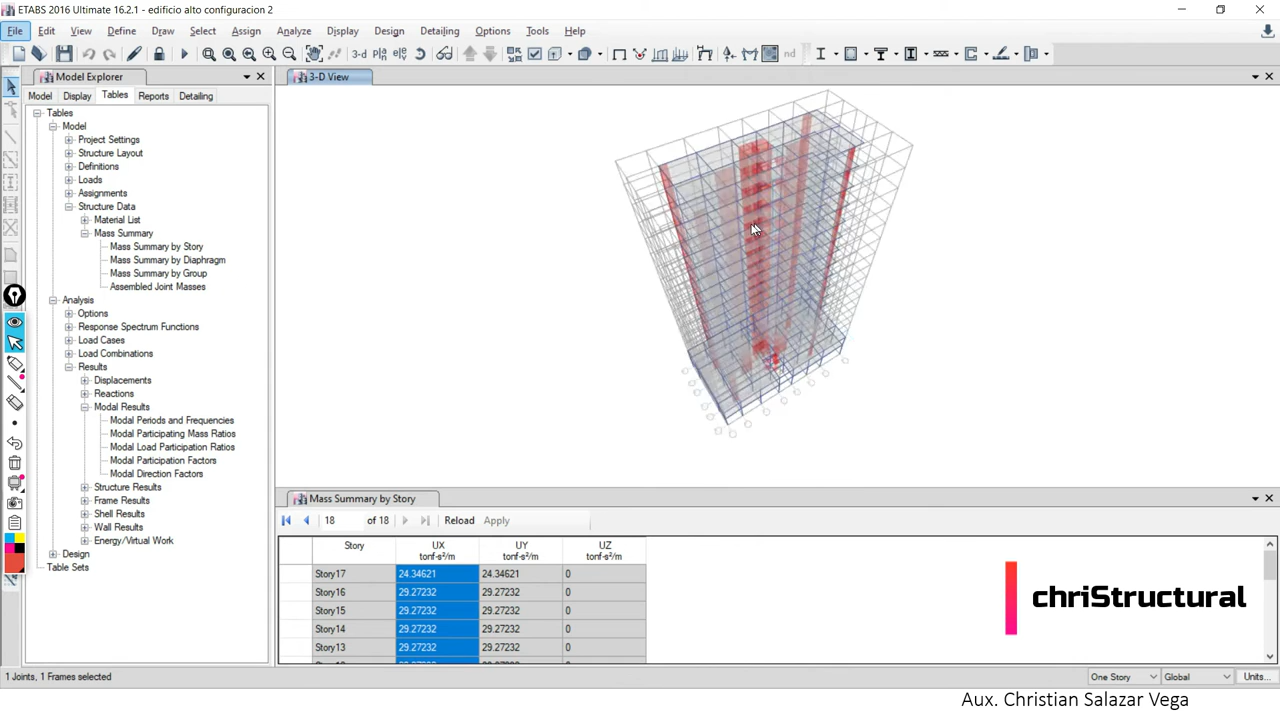 ETABS 2016 Ultimate 16.2.1 - edificio alto configuracion 2
File Edit View Define Draw Select Assign Analyze Display Design Detailing Options Tools Help
3-d nd
Model Explorer
Model Display Tables Reports Detailing
Tables
Model
Project Settings
Structure Layout
Definitions
Loads
Assignments
Structure Data
Material List
Mass Summary
Mass Summary by Story
Mass Summary by Diaphragm
Mass Summary by Group
Assembled Joint Masses
Analysis
Options
Response Spectrum Functions
Load Cases
Load Combinations
Results
Displacements
Reactions
Modal Results
Modal Periods and Frequencies
Modal Participating Mass Ratios
Modal Load Participation Ratios
Modal Participation Factors
Modal Direction Factors
Structure Results
Frame Results
Shell Results
Wall Results
Energy/Virtual Work
Design
Table Sets
3-D View
Mass Summary by Story
18 of 18 Reload Apply
Story UX tonf-s²/m UY tonf-s²/m UZ tonf-s²/m
Story17 24.34621 24.34621 0
Story16 29.27232 29.27232 0
Story15 29.27232 29.27232 0
Story14 29.27232 29.27232 0
Story13 29.27232 29.27232 0
chriStructural
1 Joints, 1 Frames selected
One Story Global Units...
Aux. Christian Salazar Vega